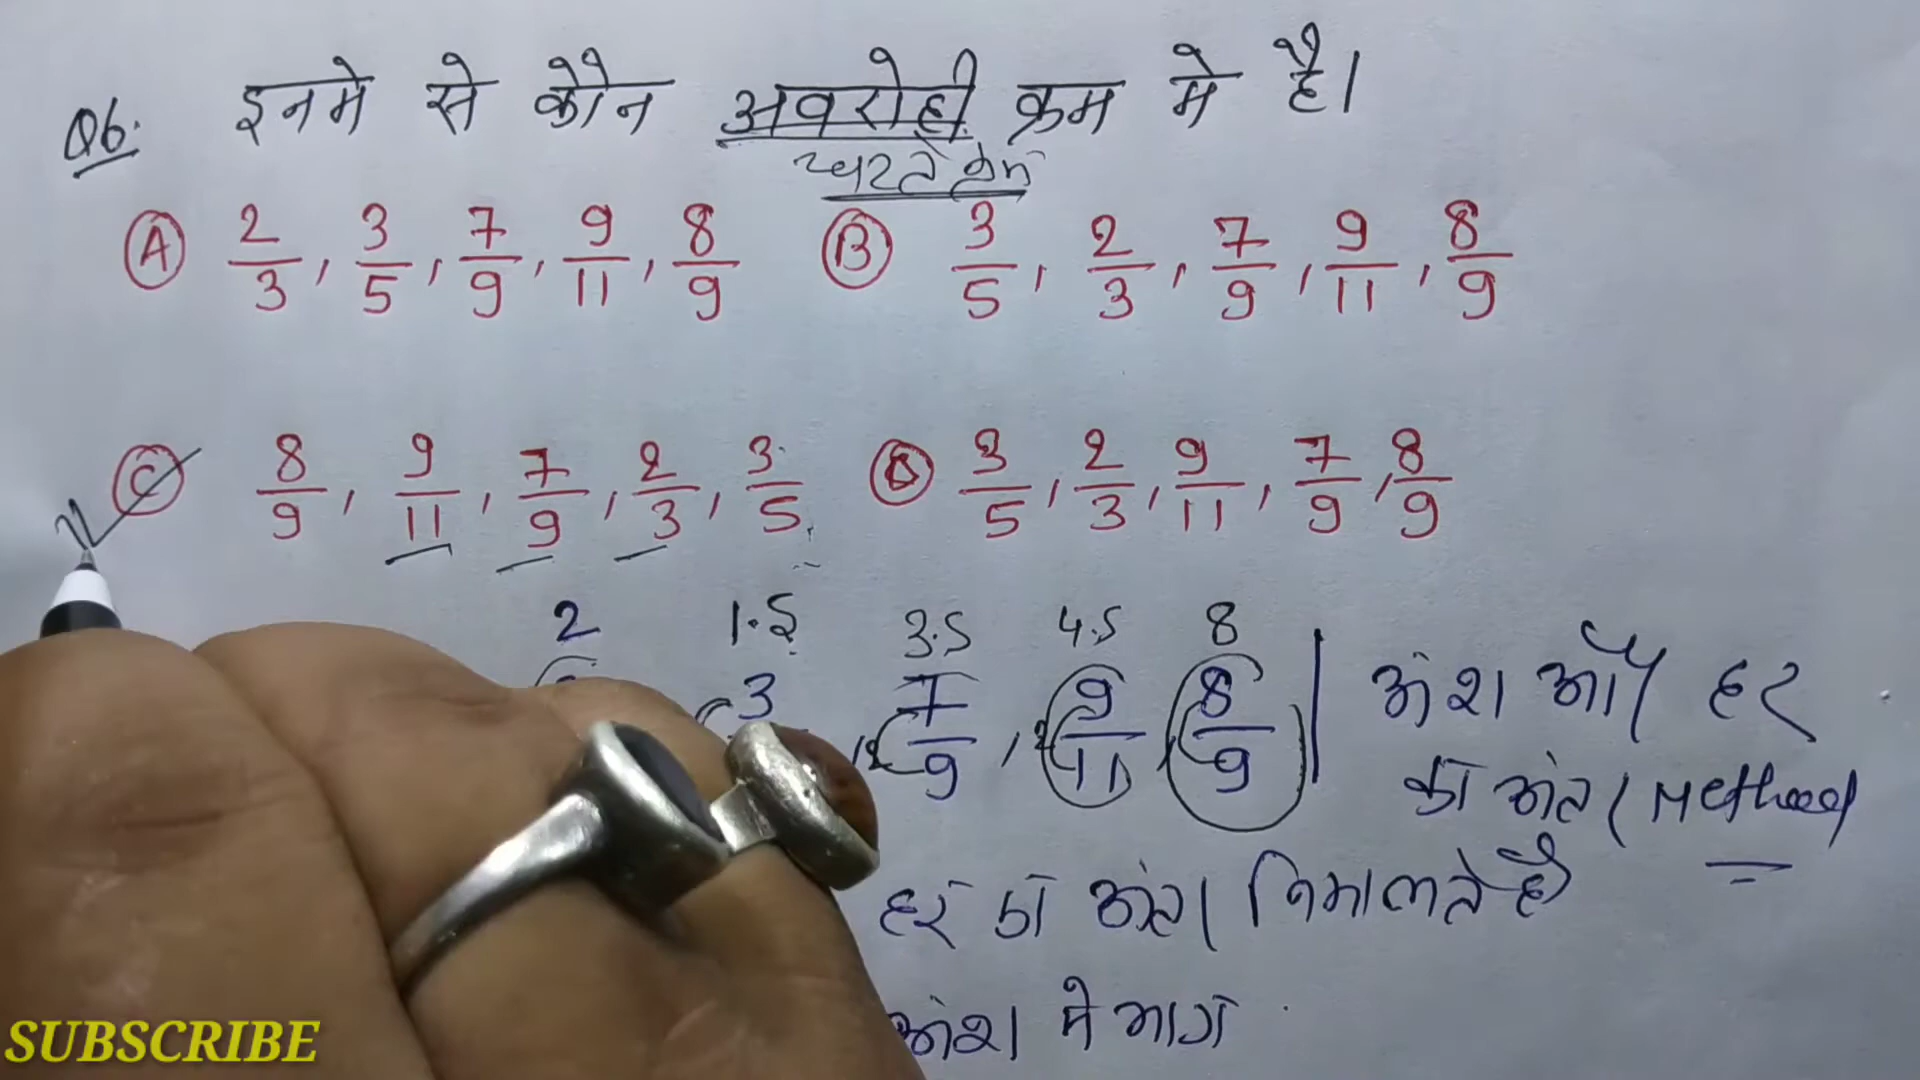 Q6. इनमे से कौन अवरोही क्रम मे है।
घटते क्रम
(A) 2/3, 3/5, 7/9, 9/11, 8/9 (B) 3/5, 2/3, 7/9, 9/11, 8/9
(C) 8/9, 9/11, 7/9, 2/3, 3/5 (D) 3/5, 2/3, 9/11, 7/9, 8/9
2 1.5 3.5 4.5 8
3 , 7/9 , 9/11 , 8/9 | अंश और हर
का अंतर Method
हर का अंतर निकालते है
अंश मे भाग
SUBSCRIBE